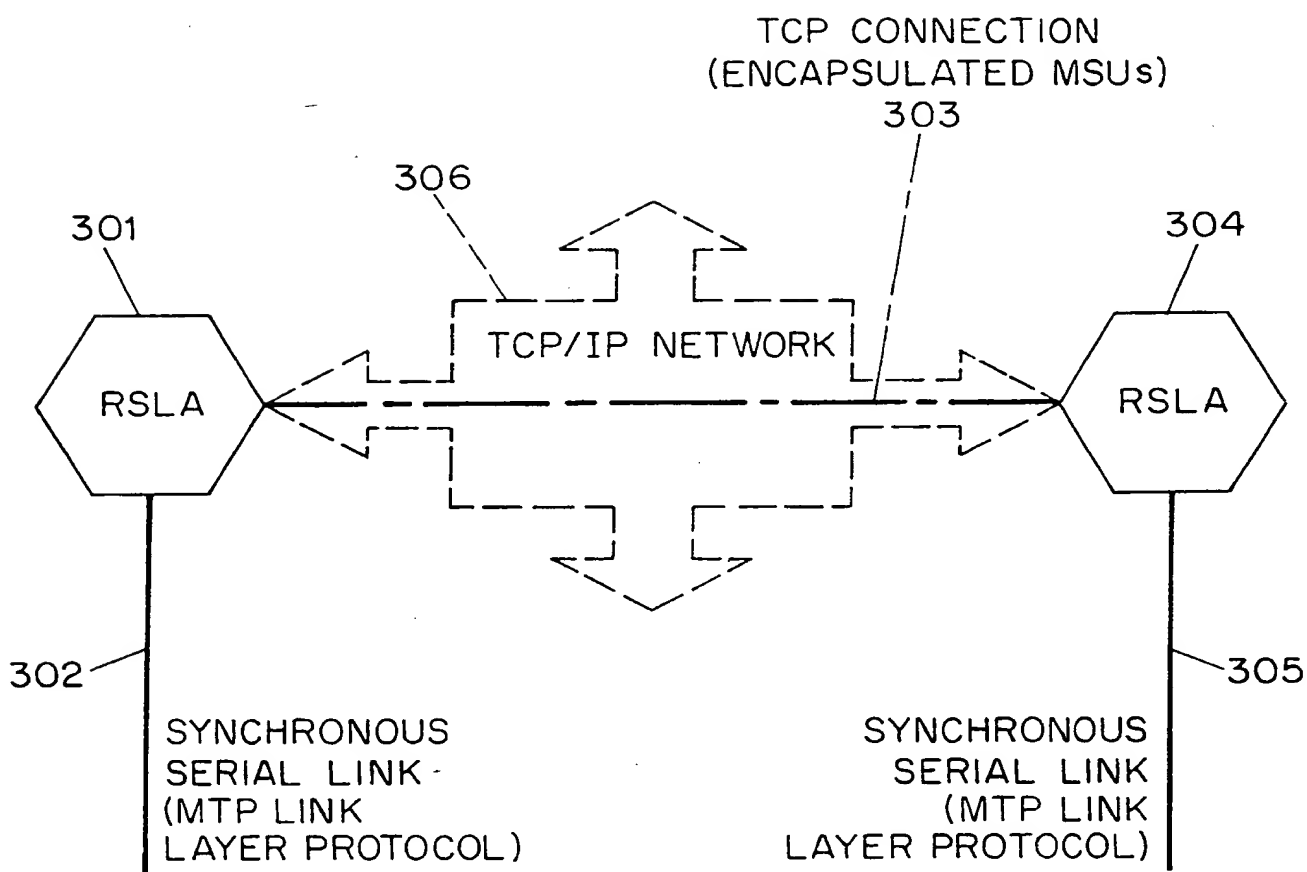 TCP CONNECTION
(ENCAPSULATED MSUs)
303
306
301
304
TCP/IP NETWORK
RSLA
RSLA
302
305
SYNCHRONOUS
SERIAL LINK
(MTP LINK
LAYER PROTOCOL)
SYNCHRONOUS
SERIAL LINK
(MTP LINK
LAYER PROTOCOL)